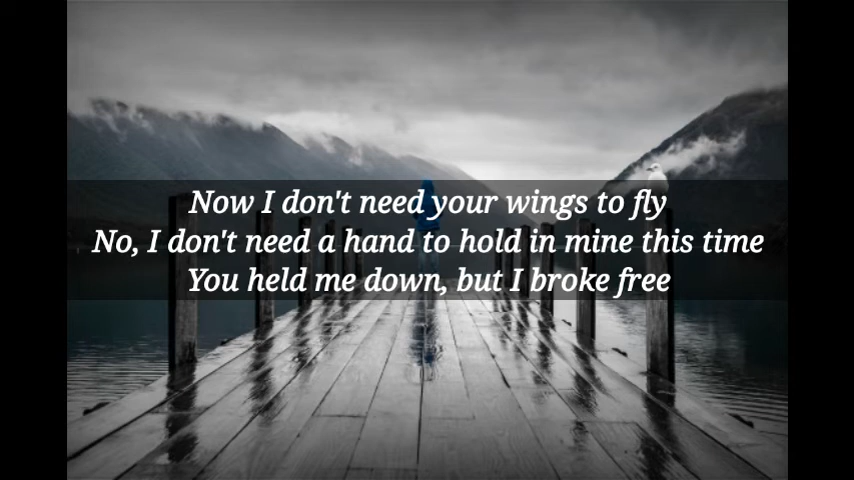 Now I don't need your wings to fly
No, I don't need a hand to hold in mine this time
You held me down, but I broke free